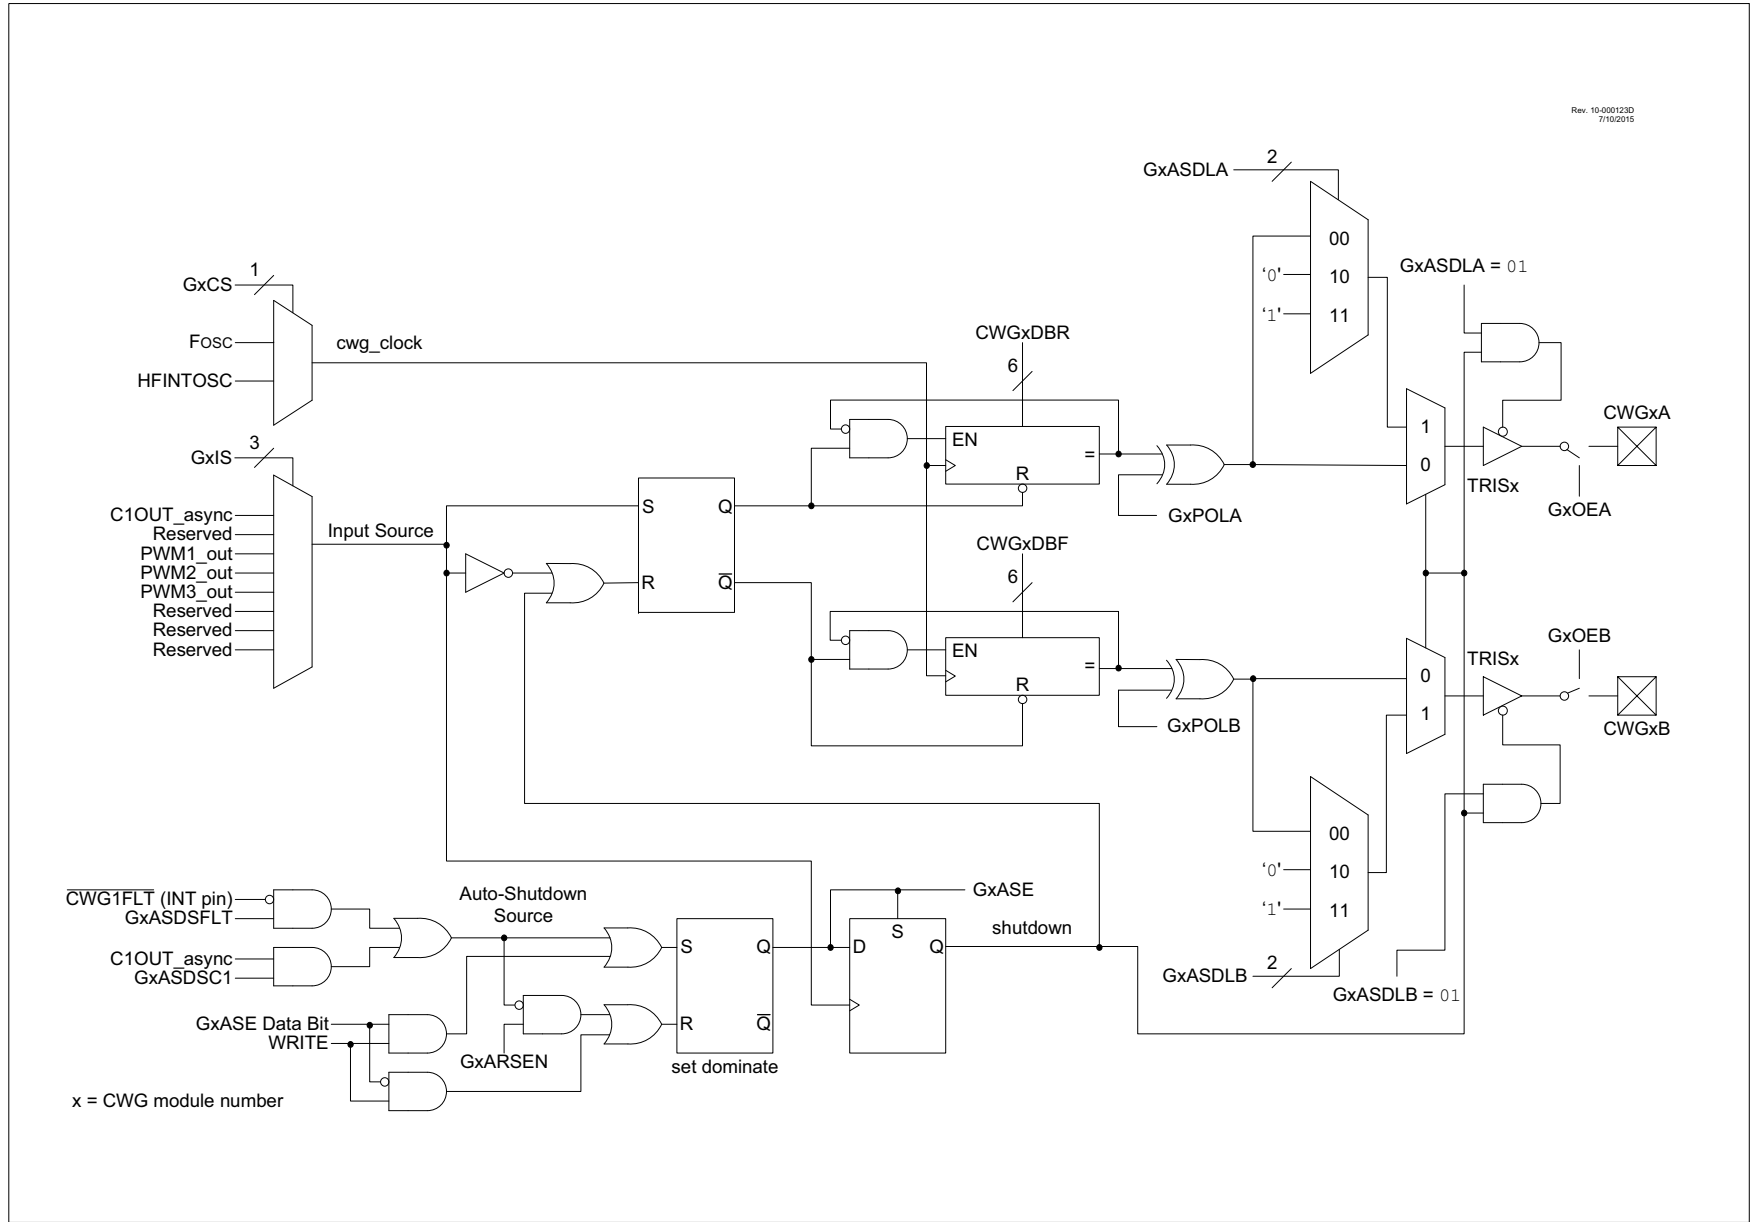 Rev. 10-000123D
7/10/2015
GxASDLA
2
00
‘0'
10
‘1'
11
GxASDLA = 01
GxCS
1
FOSC
HFINTOSC
cwg_clock
GxIS
3
C1OUT_async
Reserved
PWM1_out
PWM2_out
PWM3_out
Reserved
Reserved
Reserved
Input Source
S
Q
R
Q
CWGxDBR
6
EN
=
R
GxPOLA
1
0
TRISx
CWGxA
GxOEA
CWGxDBF
6
EN
=
R
GxPOLB
0
1
TRISx
GxOEB
CWGxB
00
‘0'
10
‘1'
11
GxASDLB
2
GxASDLB = 01
CWG1FLT (INT pin)
GxASDSFLT
C1OUT_async
GxASDSC1
Auto-Shutdown
Source
GxASE Data Bit
WRITE
GxARSEN
S
Q
R
Q
set dominate
GxASE
S
D
Q
shutdown
x = CWG module number